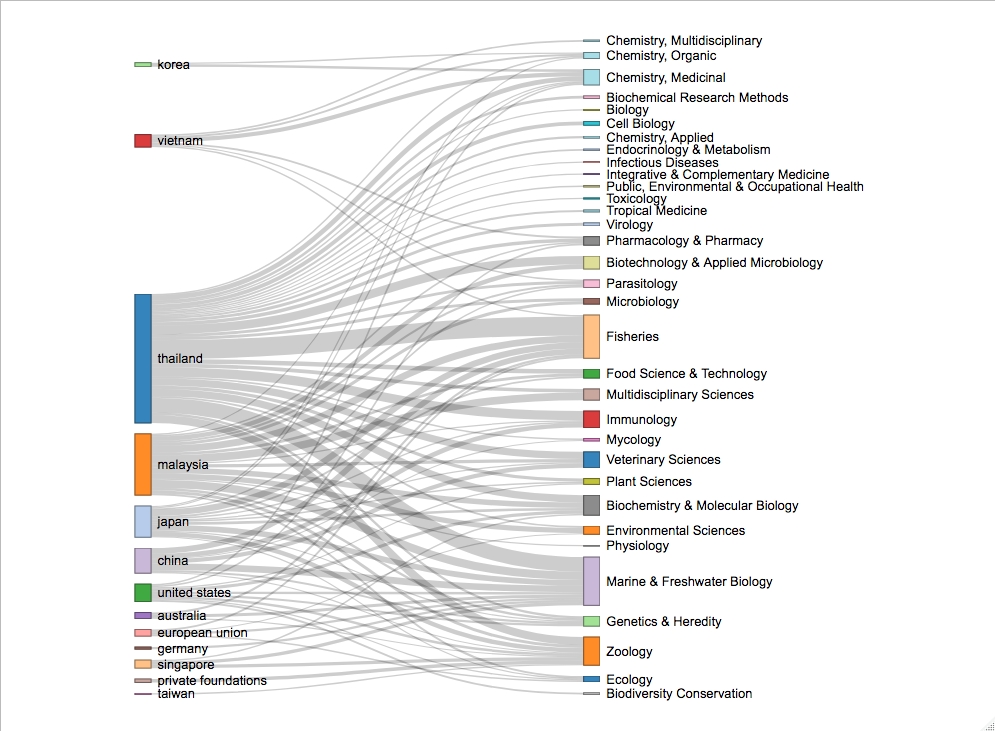 korea
vietnam
thailand
malaysia
japan
china
united states
australia
european union
germany
singapore
private foundations
taiwan
Chemistry, Multidisciplinary
Chemistry, Organic
Chemistry, Medicinal
Biochemical Research Methods
Biology
Cell Biology
Chemistry, Applied
Endocrinology & Metabolism
Infectious Diseases
Integrative & Complementary Medicine
Public, Environmental & Occupational Health
Toxicology
Tropical Medicine
Virology
Pharmacology & Pharmacy
Biotechnology & Applied Microbiology
Parasitology
Microbiology
Fisheries
Food Science & Technology
Multidisciplinary Sciences
Immunology
Mycology
Veterinary Sciences
Plant Sciences
Biochemistry & Molecular Biology
Environmental Sciences
Physiology
Marine & Freshwater Biology
Genetics & Heredity
Zoology
Ecology
Biodiversity Conservation